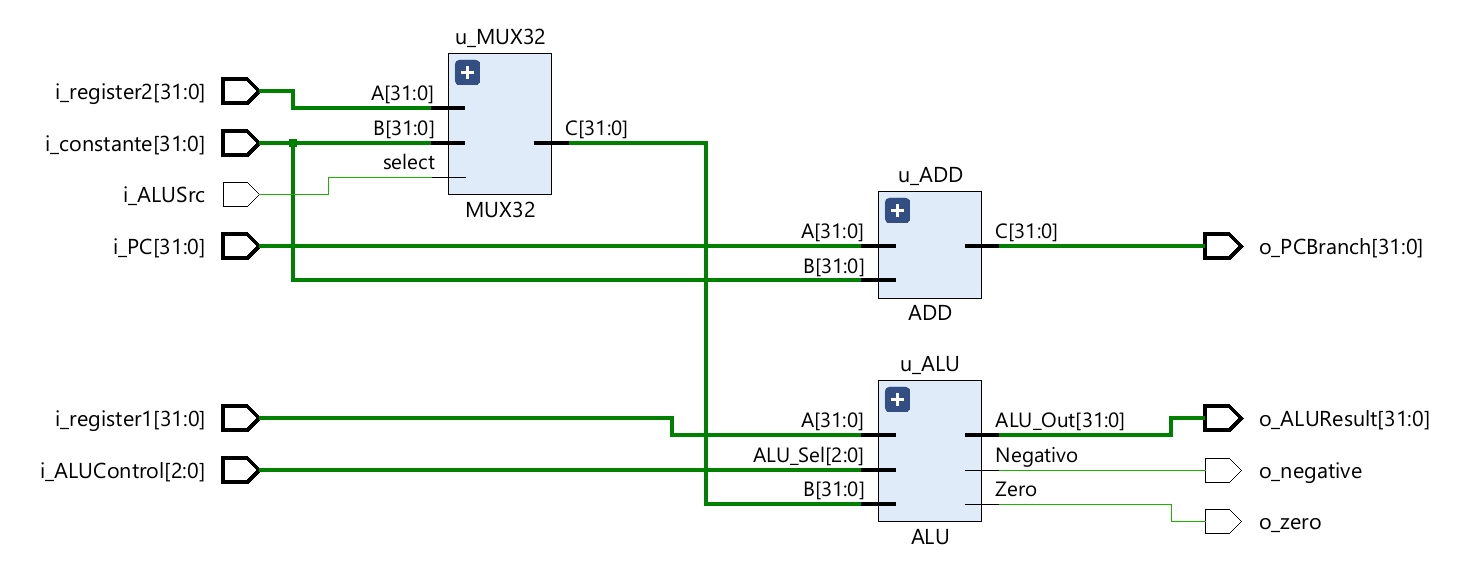 u_MUX32
i_register2[31:0]
A[31:0]
i_constante[31:0]
B[31:0]
C[31:0]
select
i_ALUSrc
MUX32
u_ADD
i_PC[31:0]
A[31:0]
C[31:0]
o_PCBranch[31:0]
B[31:0]
ADD
u_ALU
i_register1[31:0]
A[31:0]
ALU_Out[31:0]
o_ALUResult[31:0]
i_ALUControl[2:0]
ALU_Sel[2:0]
Negativo
o_negative
B[31:0]
Zero
o_zero
ALU